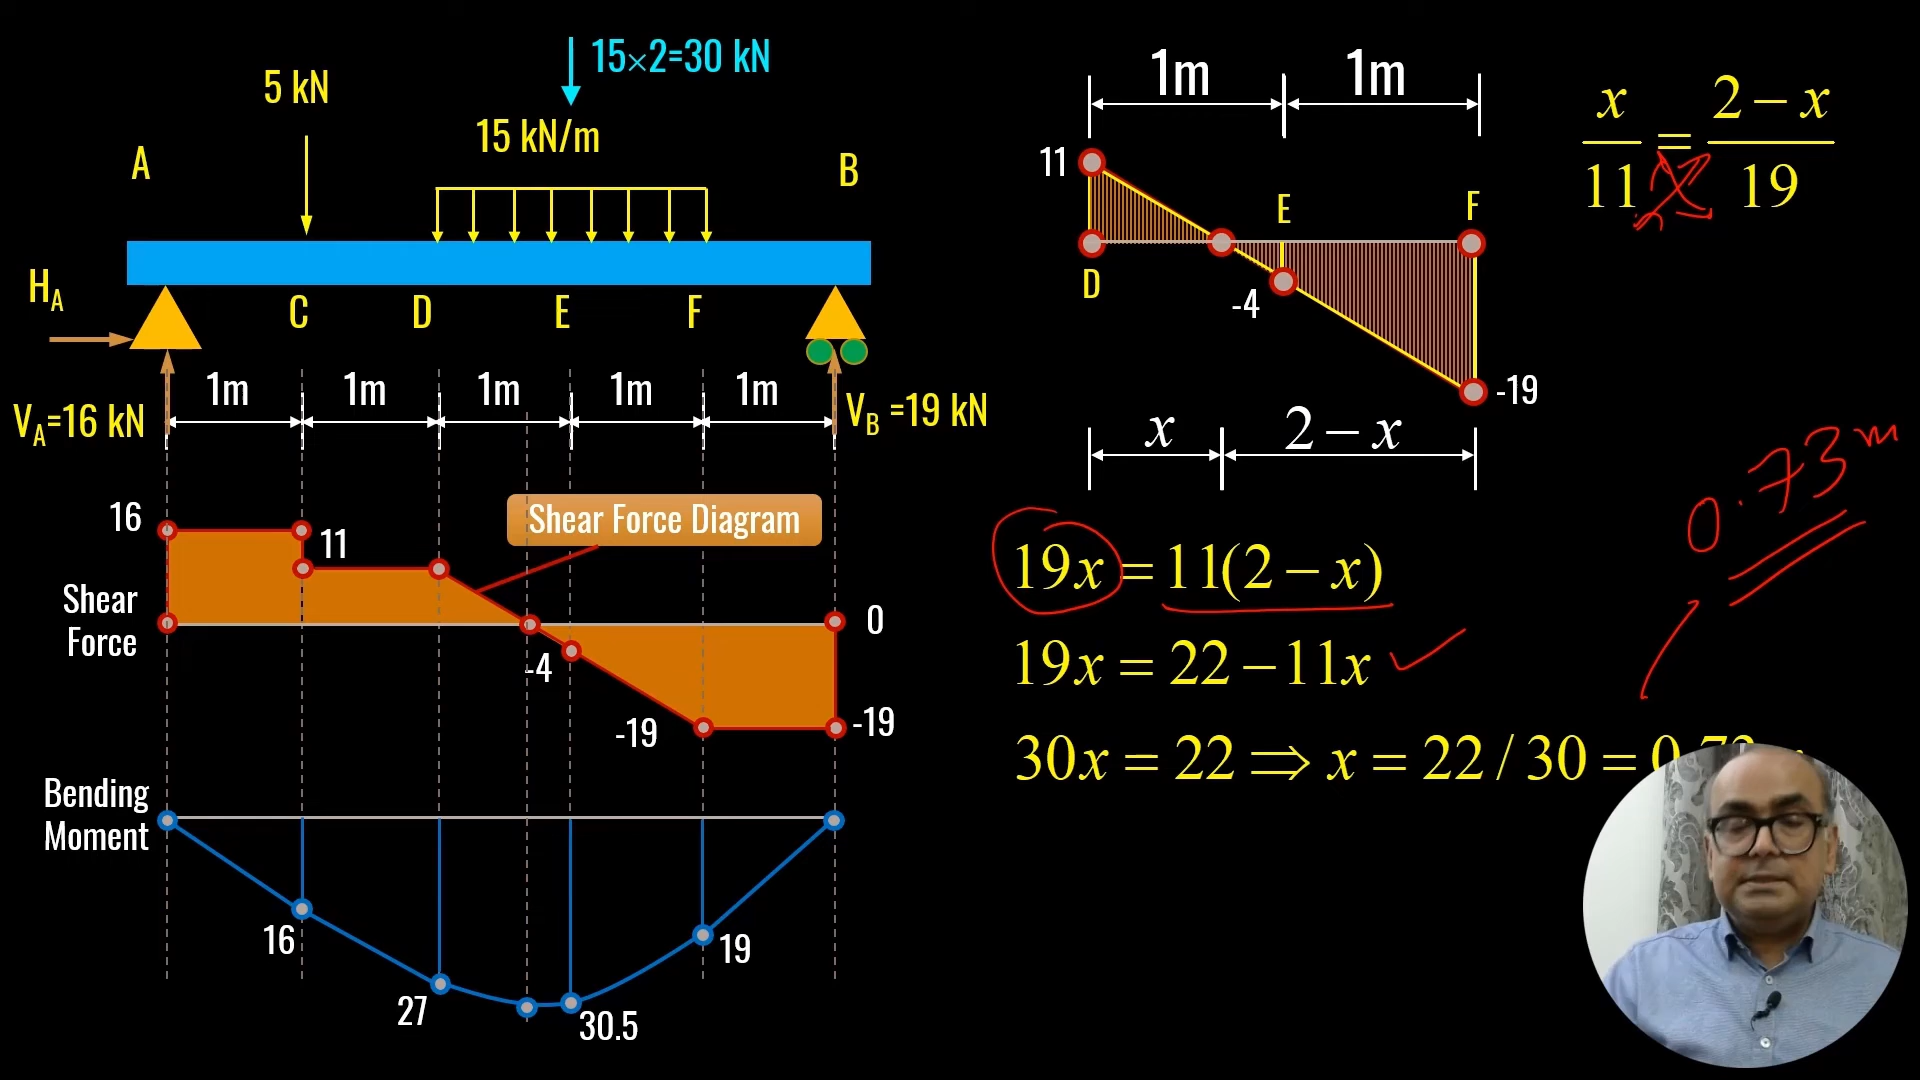 15×2=30 kN
5 kN
15 kN/m
A
B
H_A
C
D
E
F
1m
1m
1m
1m
1m
V_A=16 kN
V_B =19 kN
16
11
Shear Force Diagram
Shear
Force
0
-4
-19
-19
Bending
Moment
16
27
30.5
19
1m
1m
11
E
F
D
-4
-19
x
2 − x
x/11 = (2 − x)/19
0.73 m
19x = 11(2 − x)
19x = 22 − 11x
30x = 22 ⇒ x = 22 / 30 =